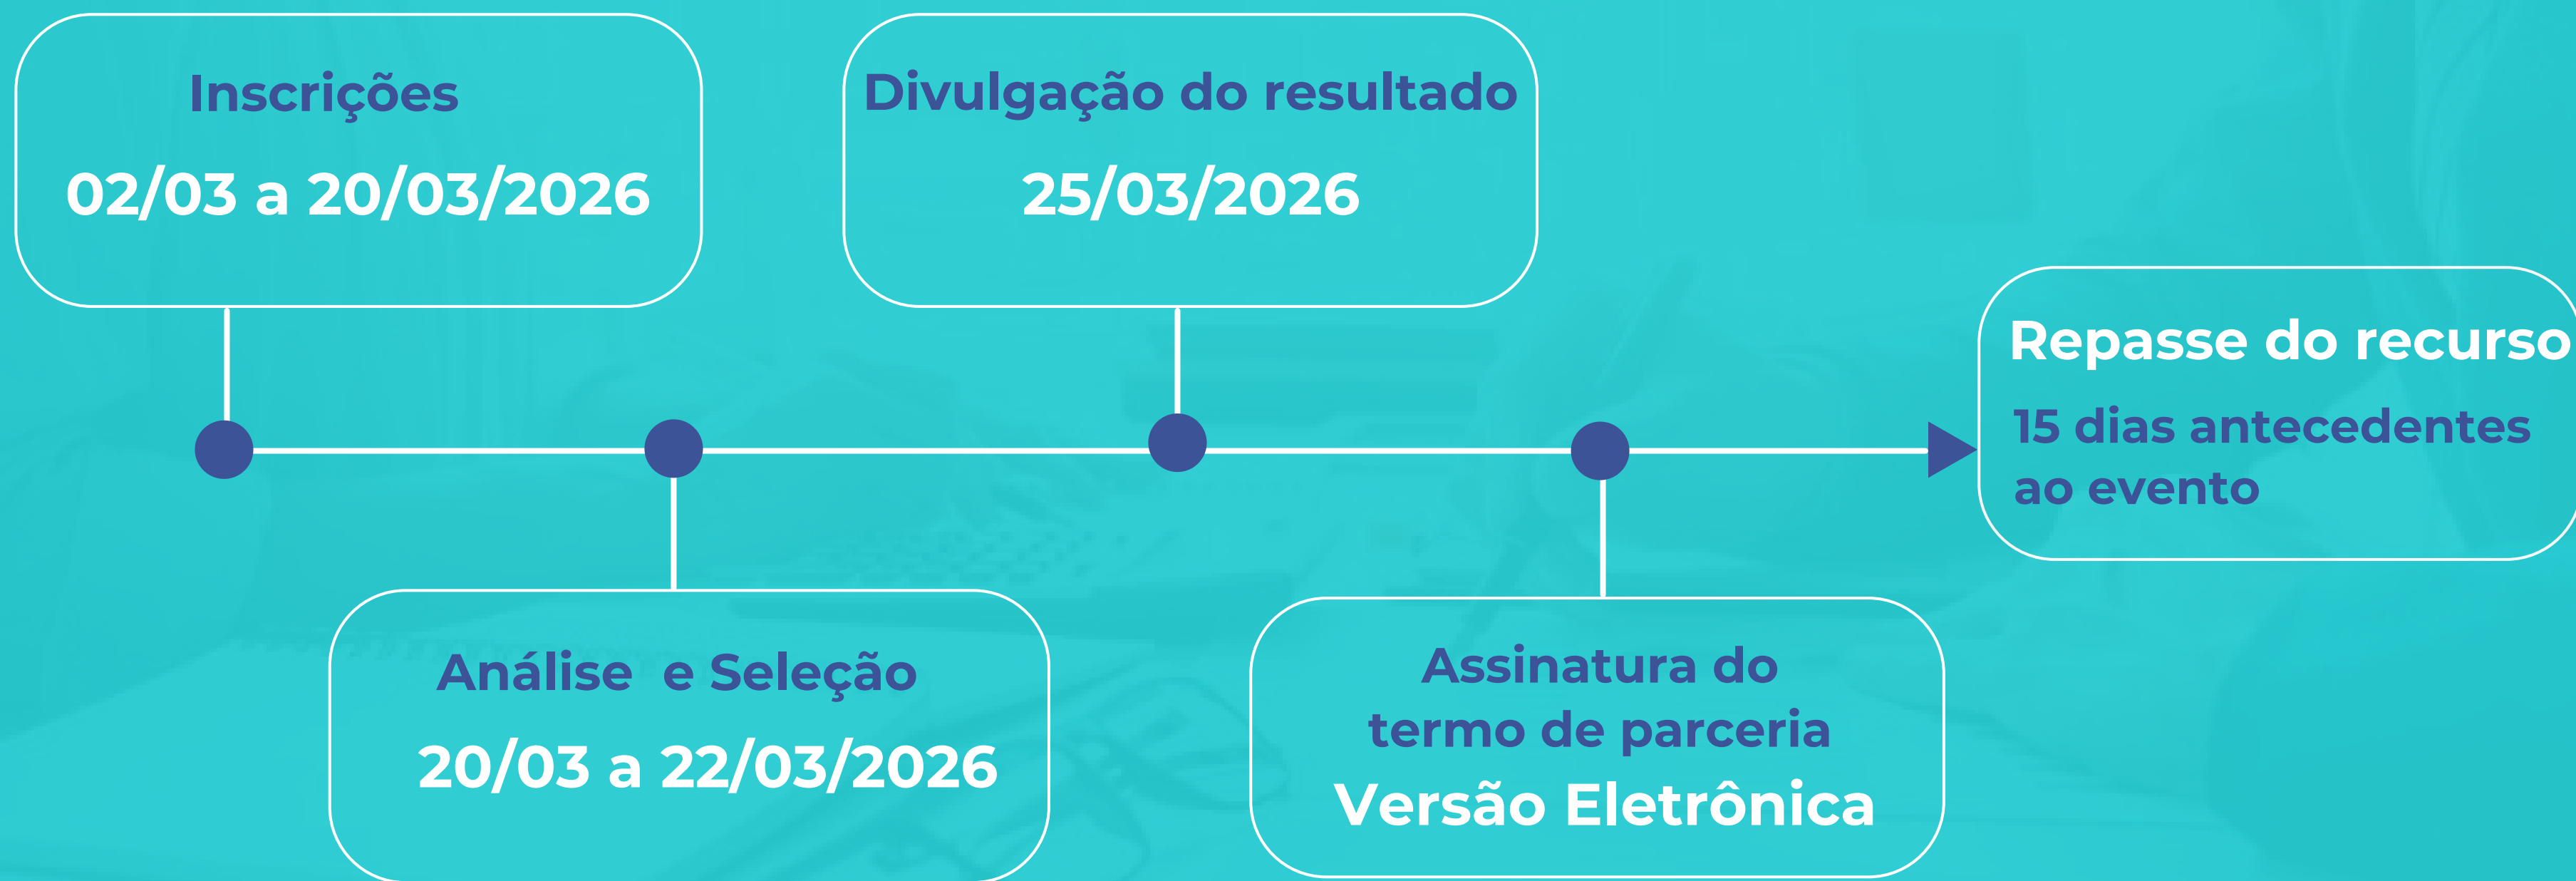 Inscrições
02/03 a 20/03/2026
Divulgação do resultado
25/03/2026
Repasse do recurso
15 dias antecedentes
ao evento
Análise e Seleção
20/03 a 22/03/2026
Assinatura do
termo de parceria
Versão Eletrônica